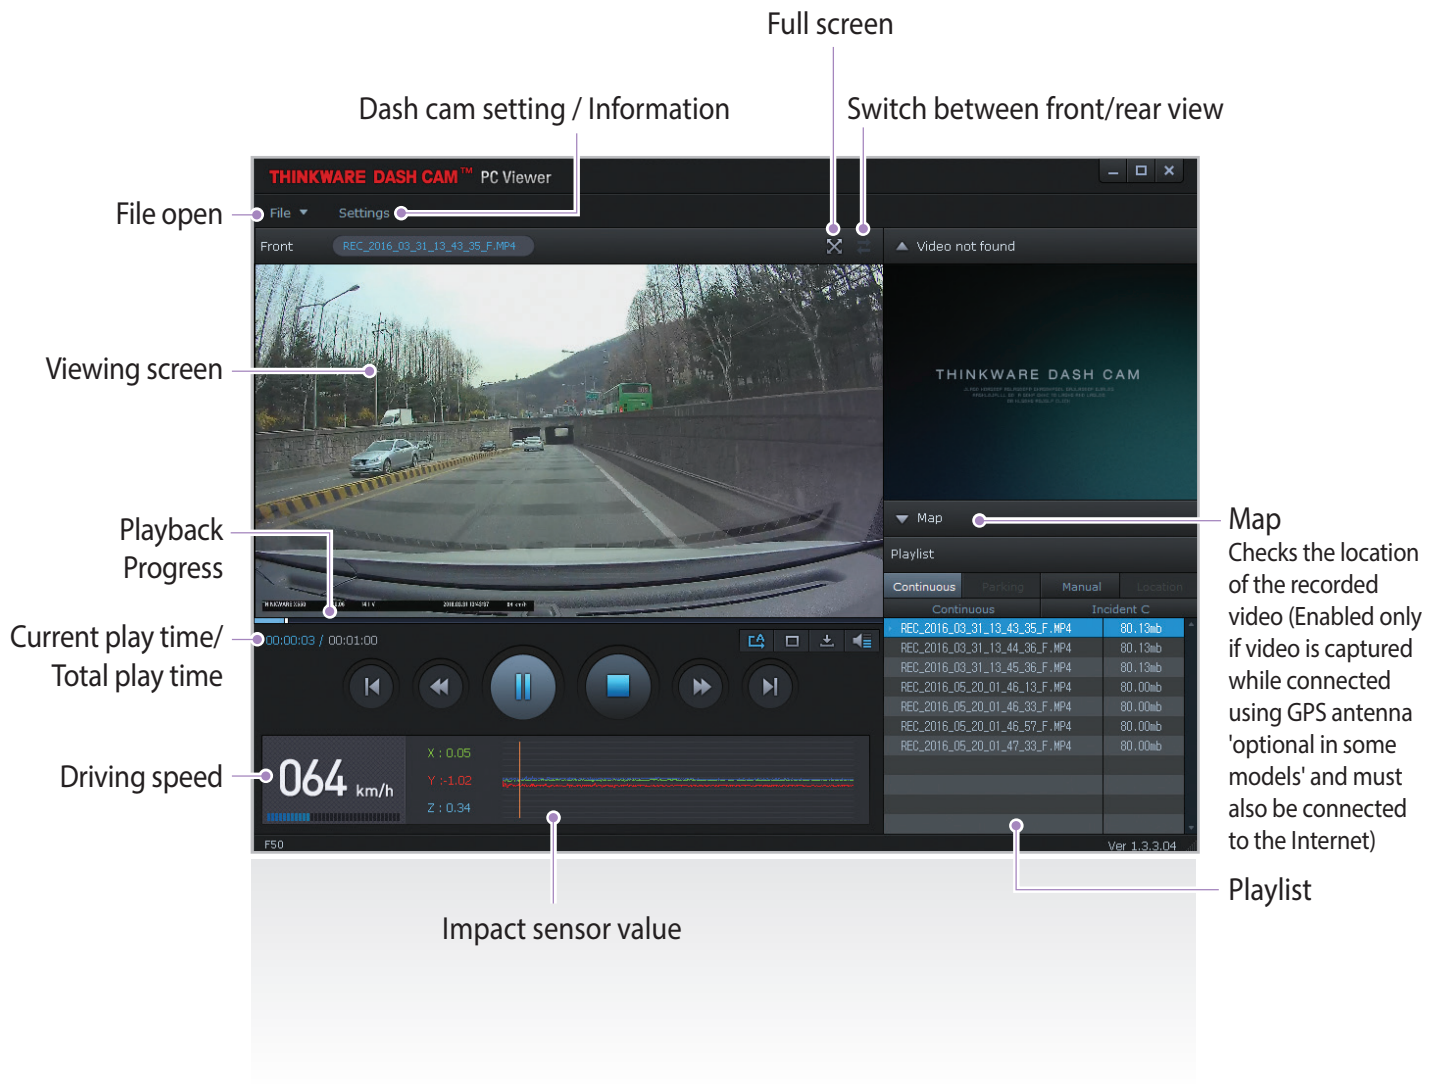 Full screen
Dash cam setting / Information
Switch between front/rear view
THINKWARE DASH CAM™ PC Viewer
File open
File
Settings
Front
REC_2016_03_31_13_43_35_F.MP4
Video not found
Viewing screen
THINKWARE DASH CAM
Map
Playlist
Continuous Parking Manual Location
Continuous Incident C
REC_2016_03_31_13_43_35_F.MP4 80.13mb
REC_2016_03_31_13_44_36_F.MP4 80.13mb
REC_2016_03_31_13_45_36_F.MP4 80.13mb
REC_2016_05_20_01_46_13_F.MP4 80.00mb
REC_2016_05_20_01_46_33_F.MP4 80.00mb
REC_2016_05_20_01_46_57_F.MP4 80.00mb
REC_2016_05_20_01_47_33_F.MP4 80.00mb
Playback
Progress
Current play time/
Total play time
00:00:03 / 00:01:00
Driving speed
064 km/h
X : 0.05
Y :-1.02
Z : 0.34
F50
Ver 1.3.3.04
Map
Checks the location
of the recorded
video (Enabled only
if video is captured
while connected
using GPS antenna
'optional in some
models' and must
also be connected
to the Internet)
Playlist
Impact sensor value